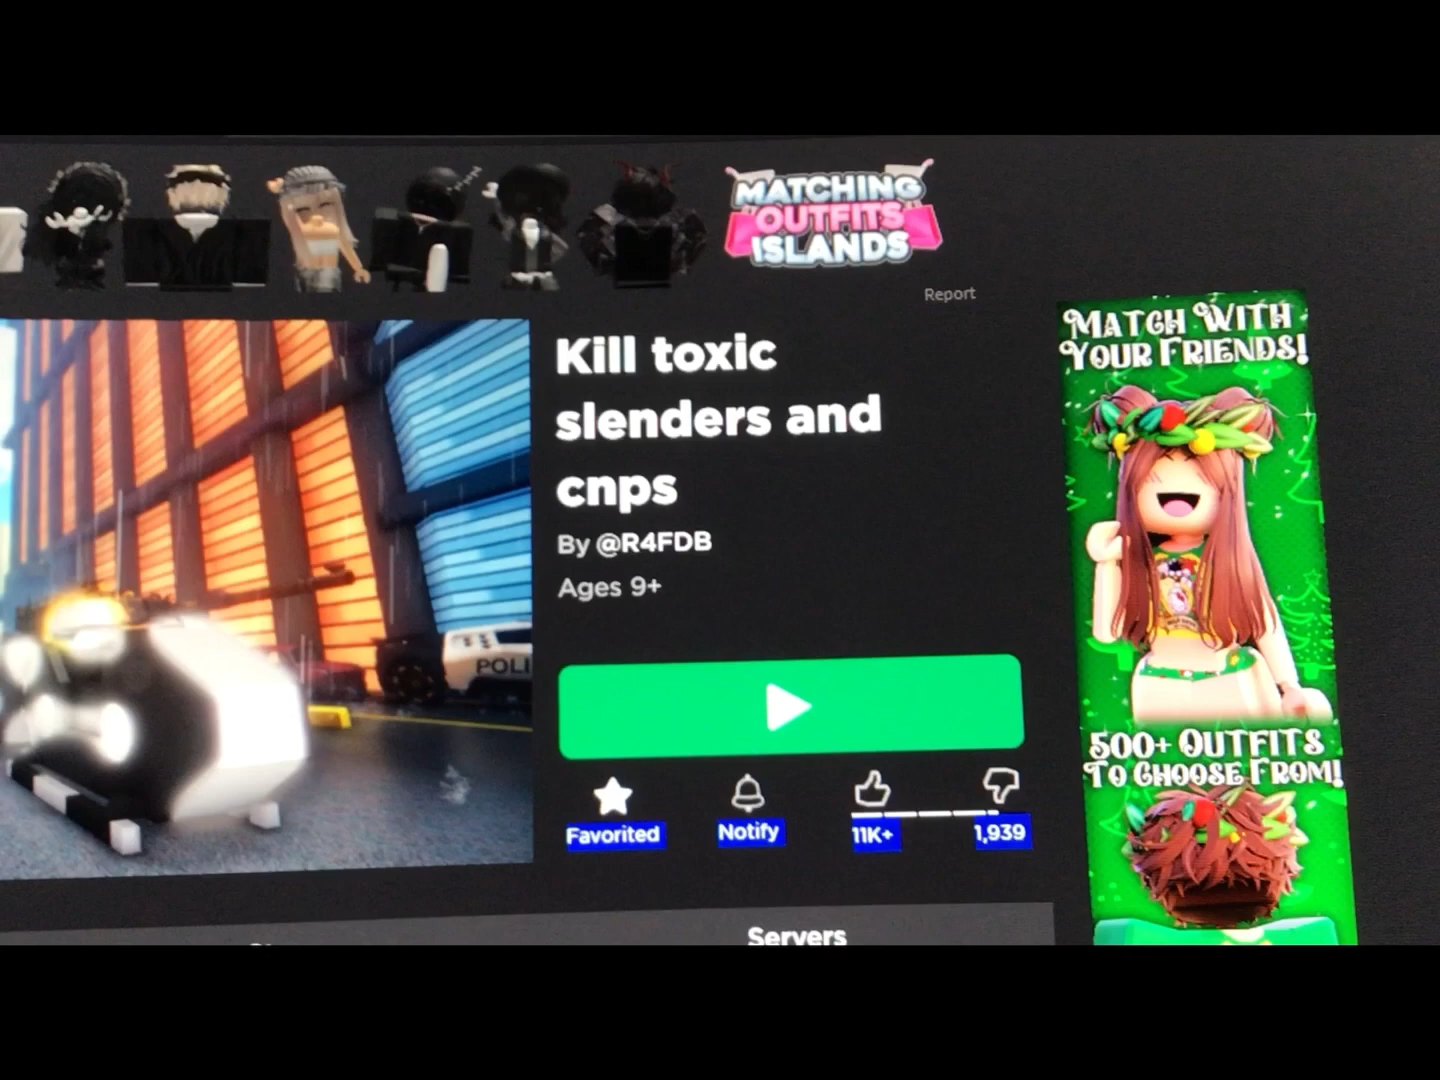 MATCHING
OUTFITS
ISLANDS
Report
Kill toxic
slenders and
cnps
By @R4FDB
Ages 9+
POLI
Favorited
Notify
11K+
1,939
Servers
MATCH WITH
YOUR FRIENDS!
500+ OUTFITS
TO CHOOSE FROM!